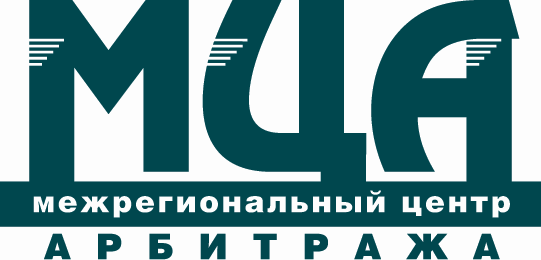 МЦА
межрегиональный центр
АРБИТРАЖА